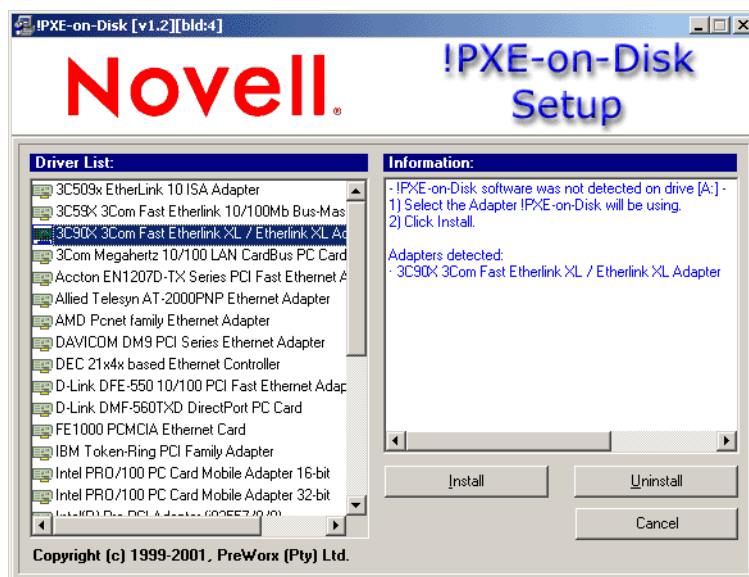 !PXE-on-Disk [v1.2][bld:4]
Novell®
!PXE-on-Disk
Setup
Driver List:
3C509x EtherLink 10 ISA Adapter
3C59X 3Com Fast Etherlink 10/100Mb Bus-Mas
3C90X 3Com Fast Etherlink XL / Etherlink XL Ad
3Com Megahertz 10/100 LAN CardBus PC Card
Accton EN1207D-TX Series PCI Fast Ethernet A
Allied Telesyn AT-2000PNP Ethernet Adapter
AMD Pcnet family Ethernet Adapter
DAVICOM DM9 PCI Series Ethernet Adapter
DEC 21x4x based Ethernet Controller
D-Link DFE-550 10/100 PCI Fast Ethernet Adap
D-Link DMF-560TXD DirectPort PC Card
FE1000 PCMCIA Ethernet Card
IBM Token-Ring PCI Family Adapter
Intel PRO/100 PC Card Mobile Adapter 16-bit
Intel PRO/100 PC Card Mobile Adapter 32-bit
Intel(R) Pro PCI Adapter
Copyright (c) 1999-2001, PreWorx (Pty) Ltd.
Information:
- !PXE-on-Disk software was not detected on drive [A:] -
1) Select the Adapter !PXE-on-Disk will be using.
2) Click Install.
Adapters detected:
· 3C90X 3Com Fast Etherlink XL / Etherlink XL Adapter
Install
Uninstall
Cancel